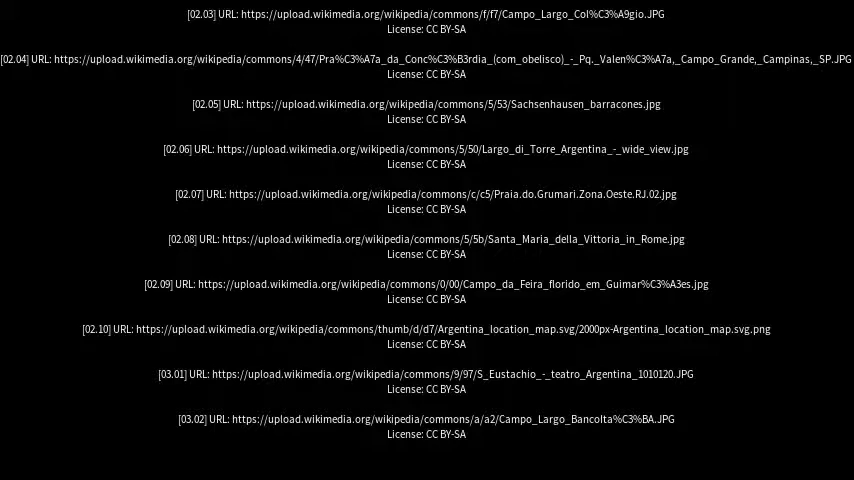 [02.03] URL: https://upload.wikimedia.org/wikipedia/commons/f/f7/Campo_Largo_Col%C3%A9gio.JPG
License: CC BY-SA
[02.04] URL: https://upload.wikimedia.org/wikipedia/commons/4/47/Pra%C3%A7a_da_Conc%C3%B3rdia_(com_obelisco)_-_Pq._Valen%C3%A7a,_Campo_Grande,_Campinas,_SP.JPG
License: CC BY-SA
[02.05] URL: https://upload.wikimedia.org/wikipedia/commons/5/53/Sachsenhausen_barracones.jpg
License: CC BY-SA
[02.06] URL: https://upload.wikimedia.org/wikipedia/commons/5/50/Largo_di_Torre_Argentina_-_wide_view.jpg
License: CC BY-SA
[02.07] URL: https://upload.wikimedia.org/wikipedia/commons/c/c5/Praia.do.Grumari.Zona.Oeste.RJ.02.jpg
License: CC BY-SA
[02.08] URL: https://upload.wikimedia.org/wikipedia/commons/5/5b/Santa_Maria_della_Vittoria_in_Rome.jpg
License: CC BY-SA
[02.09] URL: https://upload.wikimedia.org/wikipedia/commons/0/00/Campo_da_Feira_florido_em_Guimar%C3%A3es.jpg
License: CC BY-SA
[02.10] URL: https://upload.wikimedia.org/wikipedia/commons/thumb/d/d7/Argentina_location_map.svg/2000px-Argentina_location_map.svg.png
License: CC BY-SA
[03.01] URL: https://upload.wikimedia.org/wikipedia/commons/9/97/S_Eustachio_-_teatro_Argentina_1010120.JPG
License: CC BY-SA
[03.02] URL: https://upload.wikimedia.org/wikipedia/commons/a/a2/Campo_Largo_Bancolta%C3%BA.JPG
License: CC BY-SA